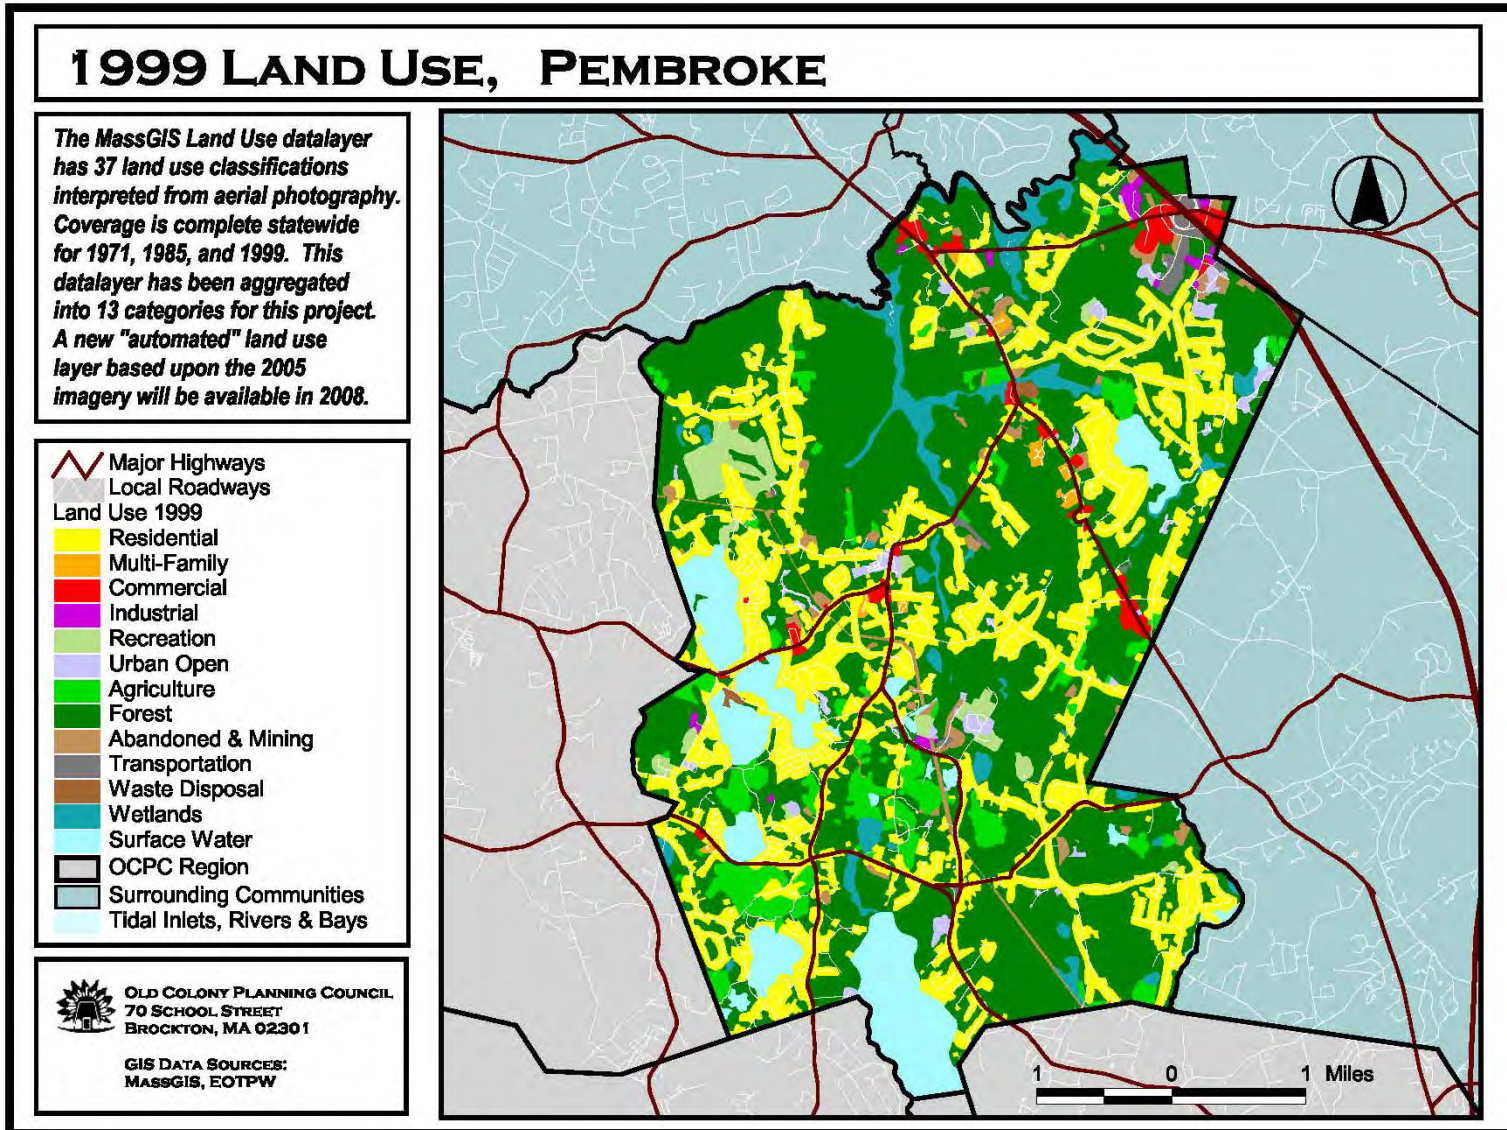 1999 LAND USE, PEMBROKE
The MassGIS Land Use datalayer
has 37 land use classifications
interpreted from aerial photography.
Coverage is complete statewide
for 1971, 1985, and 1999. This
datalayer has been aggregated
into 13 categories for this project.
A new "automated" land use
layer based upon the 2005
imagery will be available in 2008.
Major Highways
Local Roadways
Land Use 1999
Residential
Multi-Family
Commercial
Industrial
Recreation
Urban Open
Agriculture
Forest
Abandoned & Mining
Transportation
Waste Disposal
Wetlands
Surface Water
OCPC Region
Surrounding Communities
Tidal Inlets, Rivers & Bays
OLD COLONY PLANNING COUNCIL
70 SCHOOL STREET
BROCKTON, MA 02301
GIS DATA SOURCES:
MASSGIS, EOTPW
1 0 1 Miles